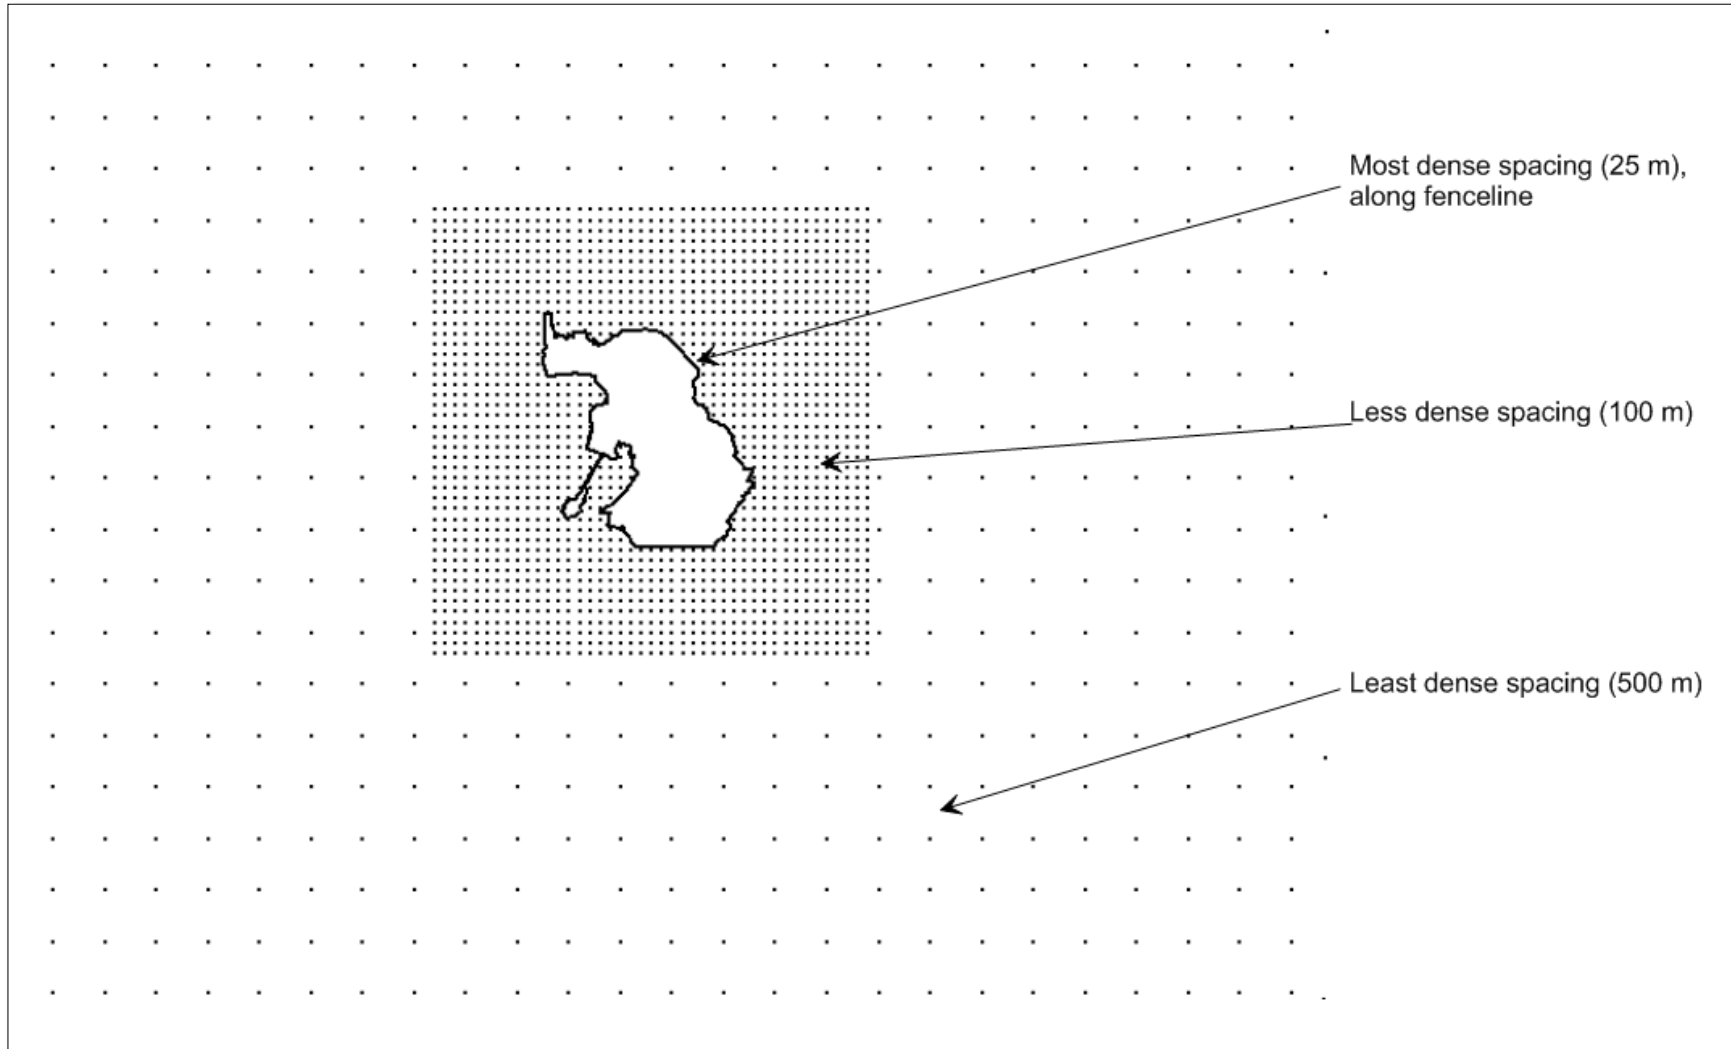 Most dense spacing (25 m),
along fenceline
Less dense spacing (100 m)
Least dense spacing (500 m)